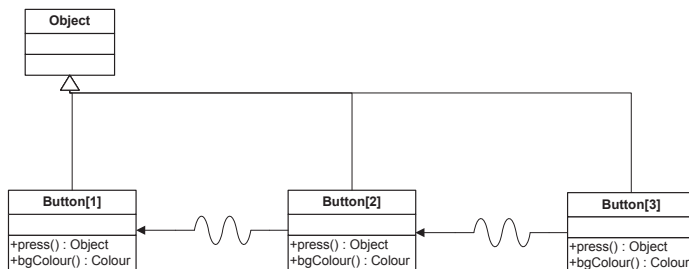 Object
Button[1]
+press() : Object
+bgColour() : Colour
Button[2]
+press() : Object
+bgColour() : Colour
Button[3]
+press() : Object
+bgColour() : Colour